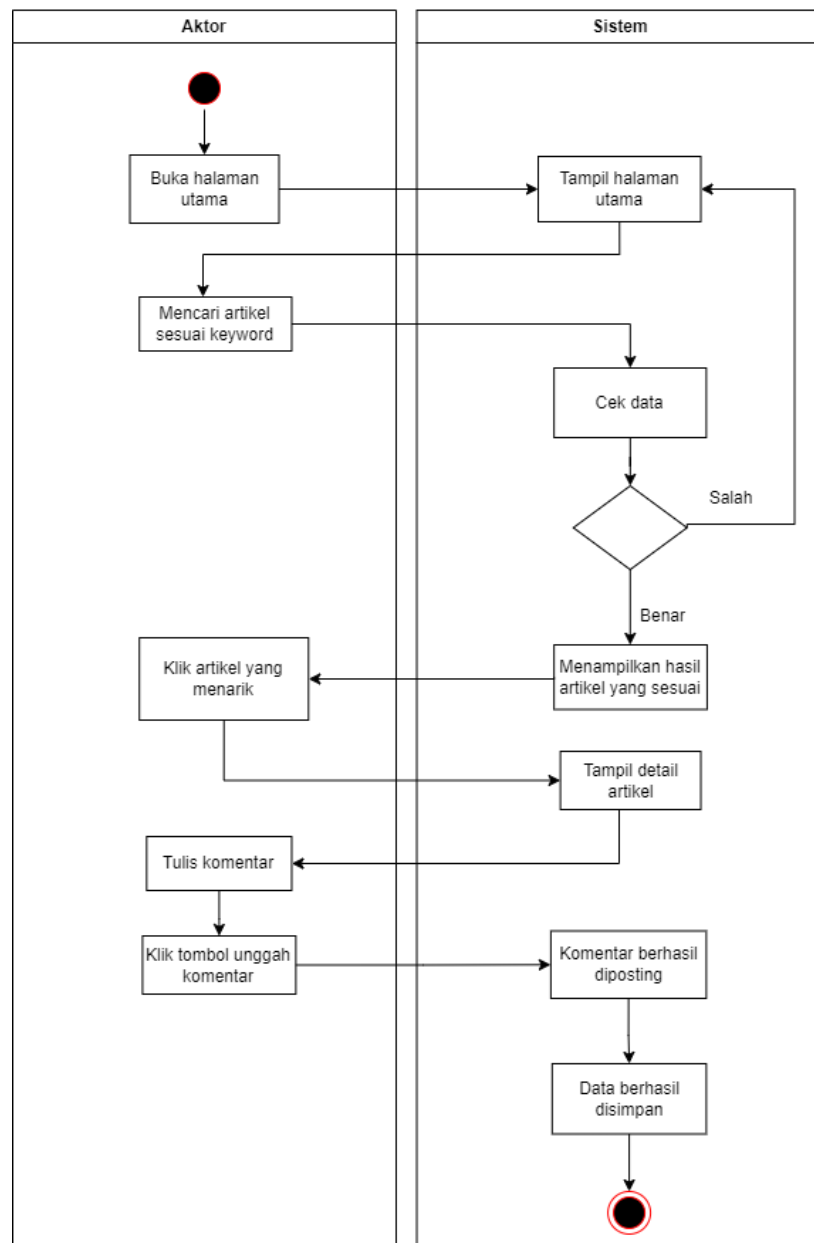 Aktor
Sistem
Buka halaman
utama
Tampil halaman
utama
Mencari artikel
sesuai keyword
Cek data
Salah
Benar
Klik artikel yang
menarik
Menampilkan hasil
artikel yang sesuai
Tampil detail
artikel
Tulis komentar
Klik tombol unggah
komentar
Komentar berhasil
diposting
Data berhasil
disimpan